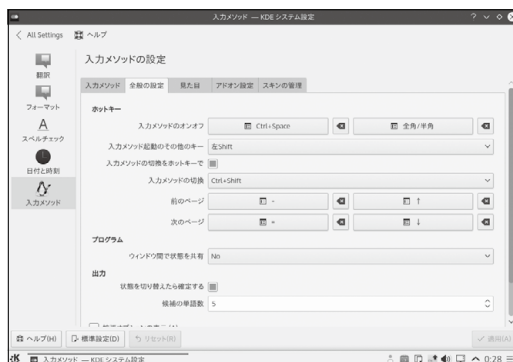 入力メソッド — KDE システム設定
All Settings ヘルプ
入力メソッドの設定
翻訳
フォーマット
スペルチェック
日付と時刻
入力メソッド
入力メソッド 全般の設定 見た目 アドオン設定 スキンの管理
ホットキー
入力メソッドのオンオフ Ctrl+Space 全角/半角
入力メソッド起動のその他のキー 左Shift
入力メソッドの切換をホットキーで
入力メソッドの切換 Ctrl+Shift
前のページ - ↑
次のページ = ↓
プログラム
ウィンドウ間で状態を共有 No
出力
状態を切り替えたら確定する
候補の単語数 5
ヘルプ(H) 標準設定(D) リセット(R) 適用(A)
入力メソッド — KDE システム設定 0:28